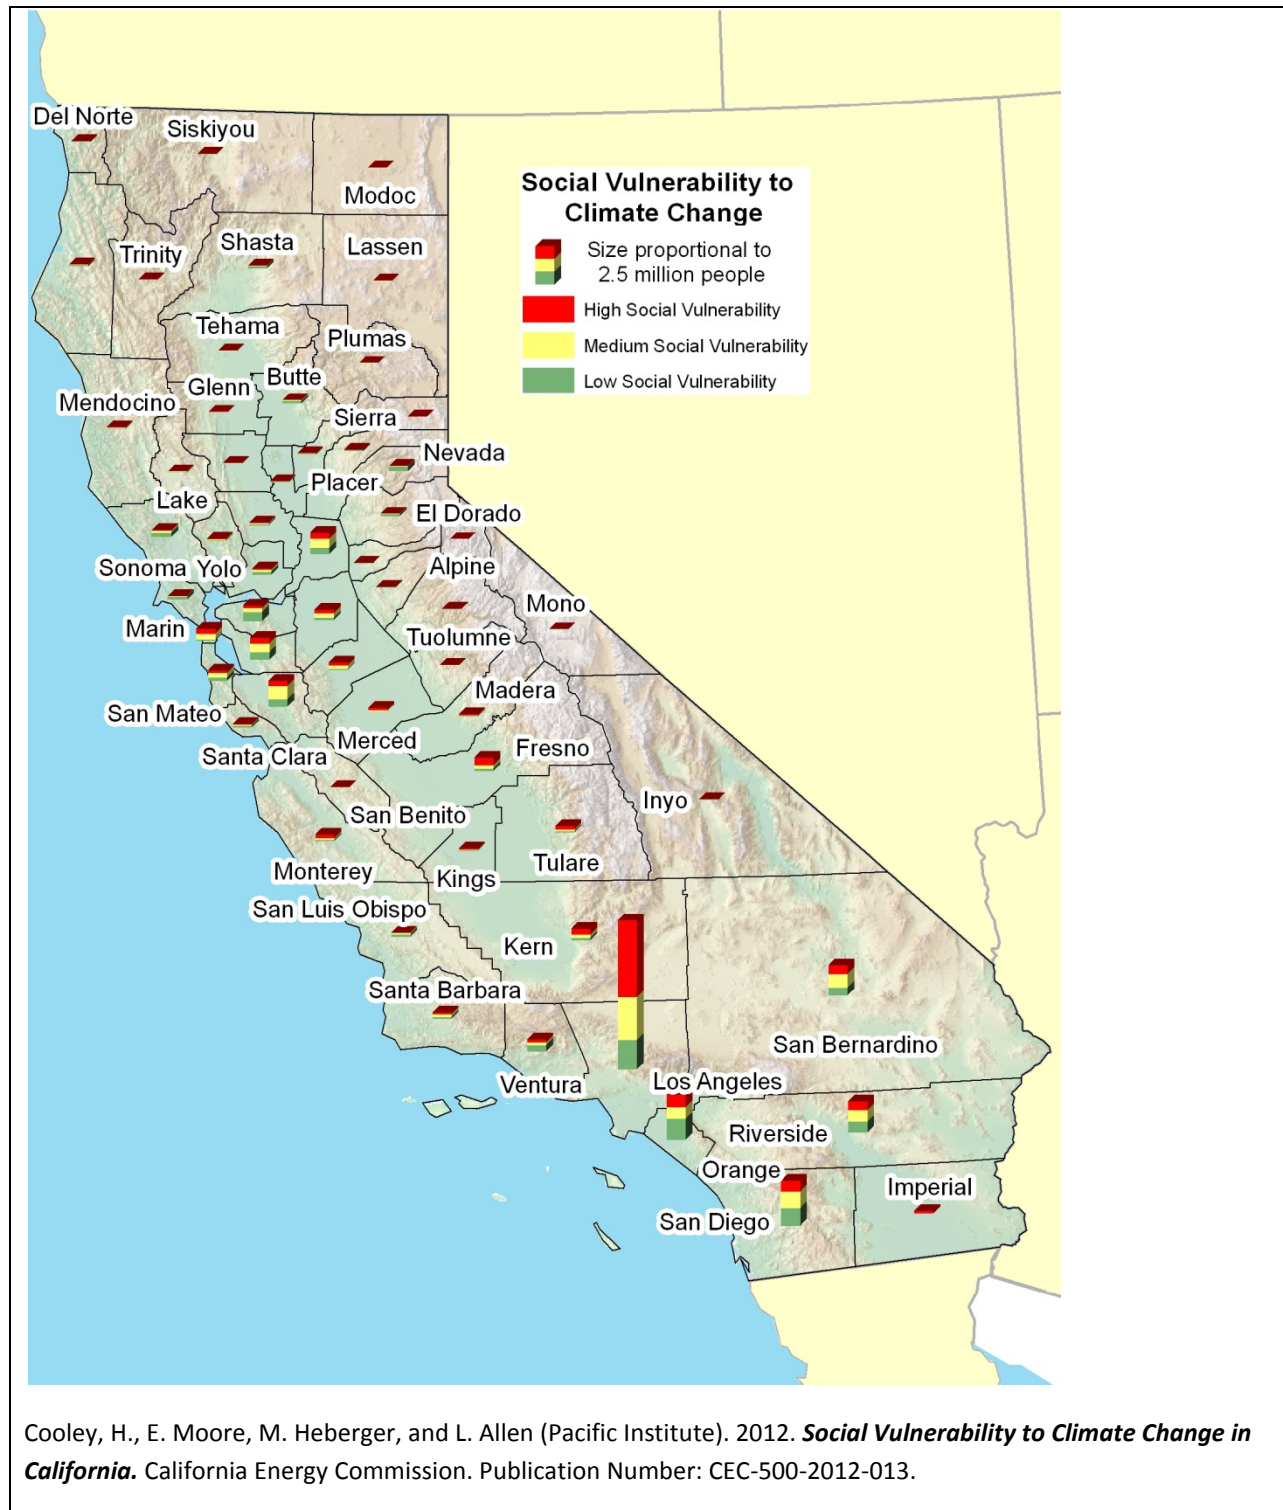 Del Norte
Siskiyou
Modoc
Social Vulnerability to
Climate Change
Size proportional to
2.5 million people
High Social Vulnerability
Medium Social Vulnerability
Low Social Vulnerability
Trinity
Shasta
Lassen
Tehama
Plumas
Glenn
Butte
Mendocino
Sierra
Nevada
Placer
Lake
El Dorado
Sonoma
Yolo
Alpine
Mono
Marin
Tuolumne
Madera
San Mateo
Merced
Fresno
Santa Clara
Inyo
San Benito
Tulare
Monterey
Kings
San Luis Obispo
Kern
Santa Barbara
San Bernardino
Ventura
Los Angeles
Riverside
Orange
Imperial
San Diego
Cooley, H., E. Moore, M. Heberger, and L. Allen (Pacific Institute). 2012. Social Vulnerability to Climate Change in
California. California Energy Commission. Publication Number: CEC-500-2012-013.